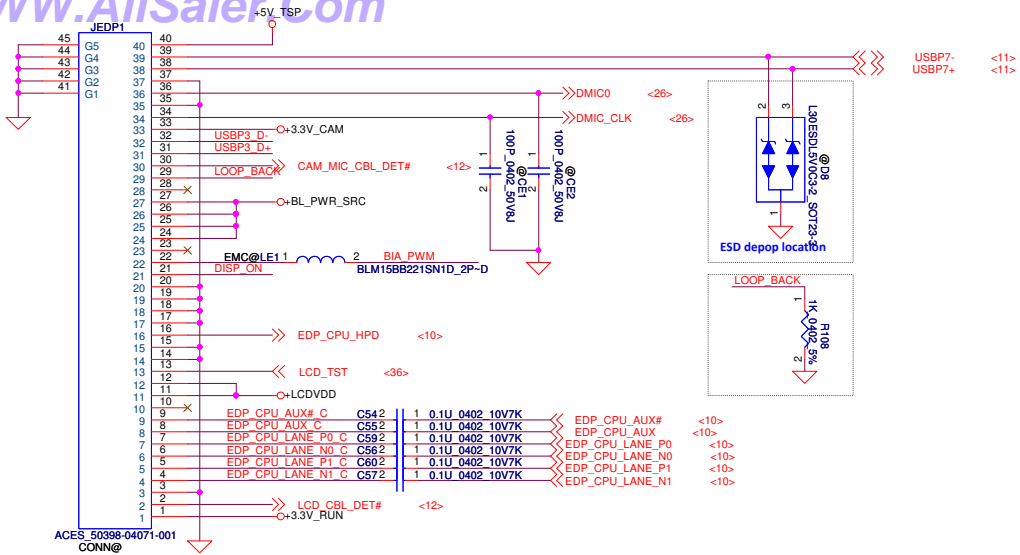 WW.AllSaler.Com
+5V_TSP
JEDP1
45 G5 40 40
44 G4 39 39 USBP7- <11>
43 G3 38 38 USBP7+ <11>
42 G2 37 37
41 G1 36 36 DMIC0 <26>
35 35
34 34 DMIC_CLK <26>
33 33 +3.3V_CAM
32 32 USBP3_D-
31 31 USBP3_D+
30 30 CAM_MIC_CBL_DET# <12>
29 29 LOOP_BACK
28 28
27 27 +BL_PWR_SRC
26 26
25 25
24 24
23 23
22 22 EMC@LE1 1 2 BIA_PWM
BLM15BB221SN1D_2P~D
21 21 DISP_ON
20 20
19 19
18 18
17 17
16 16 EDP_CPU_HPD <10>
15 15
14 14
13 13 LCD_TST <36>
12 12
11 11 +LCDVDD
10 10
9 9 EDP_CPU_AUX#_C C54 2 1 0.1U_0402_10V7K EDP_CPU_AUX# <10>
8 8 EDP_CPU_AUX_C C55 2 1 0.1U_0402_10V7K EDP_CPU_AUX <10>
7 7 EDP_CPU_LANE_P0_C C59 2 1 0.1U_0402_10V7K EDP_CPU_LANE_P0 <10>
6 6 EDP_CPU_LANE_N0_C C56 2 1 0.1U_0402_10V7K EDP_CPU_LANE_N0 <10>
5 5 EDP_CPU_LANE_P1_C C60 2 1 0.1U_0402_10V7K EDP_CPU_LANE_P1 <10>
4 4 EDP_CPU_LANE_N1_C C57 2 1 0.1U_0402_10V7K EDP_CPU_LANE_N1 <10>
3 3
2 2 LCD_CBL_DET# <12>
1 1 +3.3V_RUN
ACES_50398-04071-001
CONN@
1 2
100P_0402_50V8J
@CE1
1 2
100P_0402_50V8J
@CE2
2 3
1
L30ESDL5V0C3-2_SOT23-3
@D8
ESD depop location
LOOP_BACK
1
2
1K_0402_5%
R108